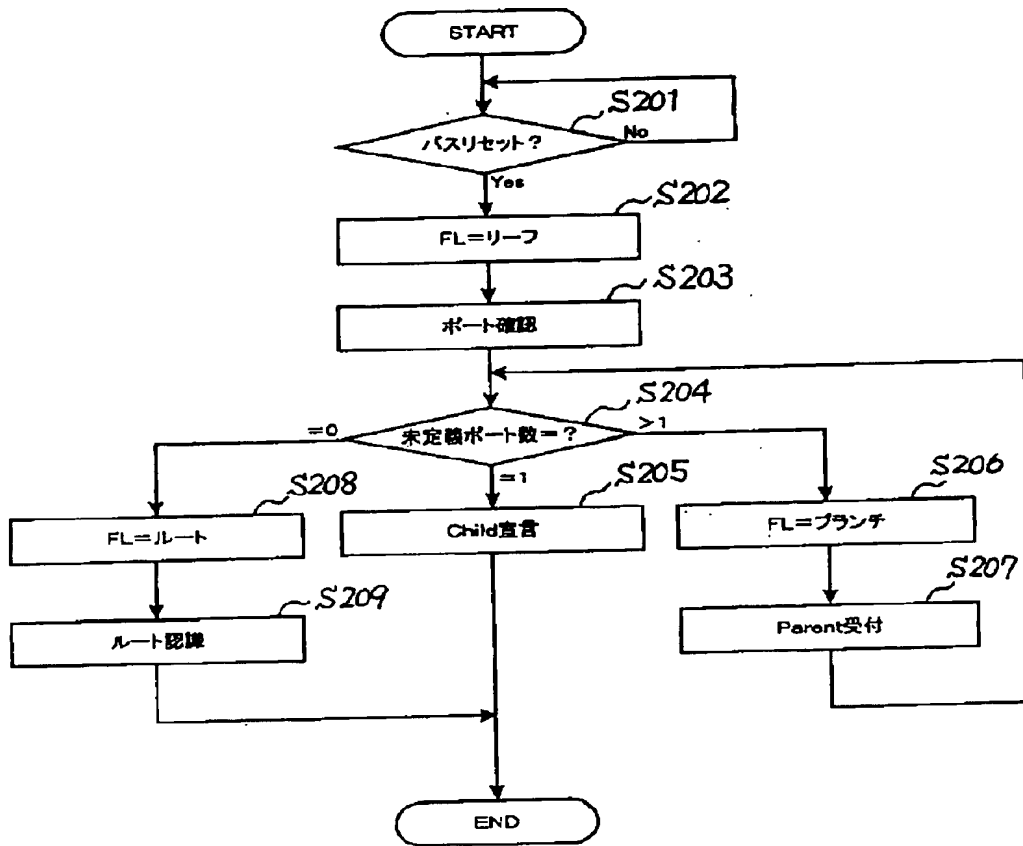 START
S201
バスリセット?
No
Yes
S202
FL=リーフ
S203
ポート確認
S204
=0
未定義ポート数=?
>1
=1
S208
FL=ルート
S205
Child宣言
S206
FL=ブランチ
S209
ルート認識
S207
Parent受付
END